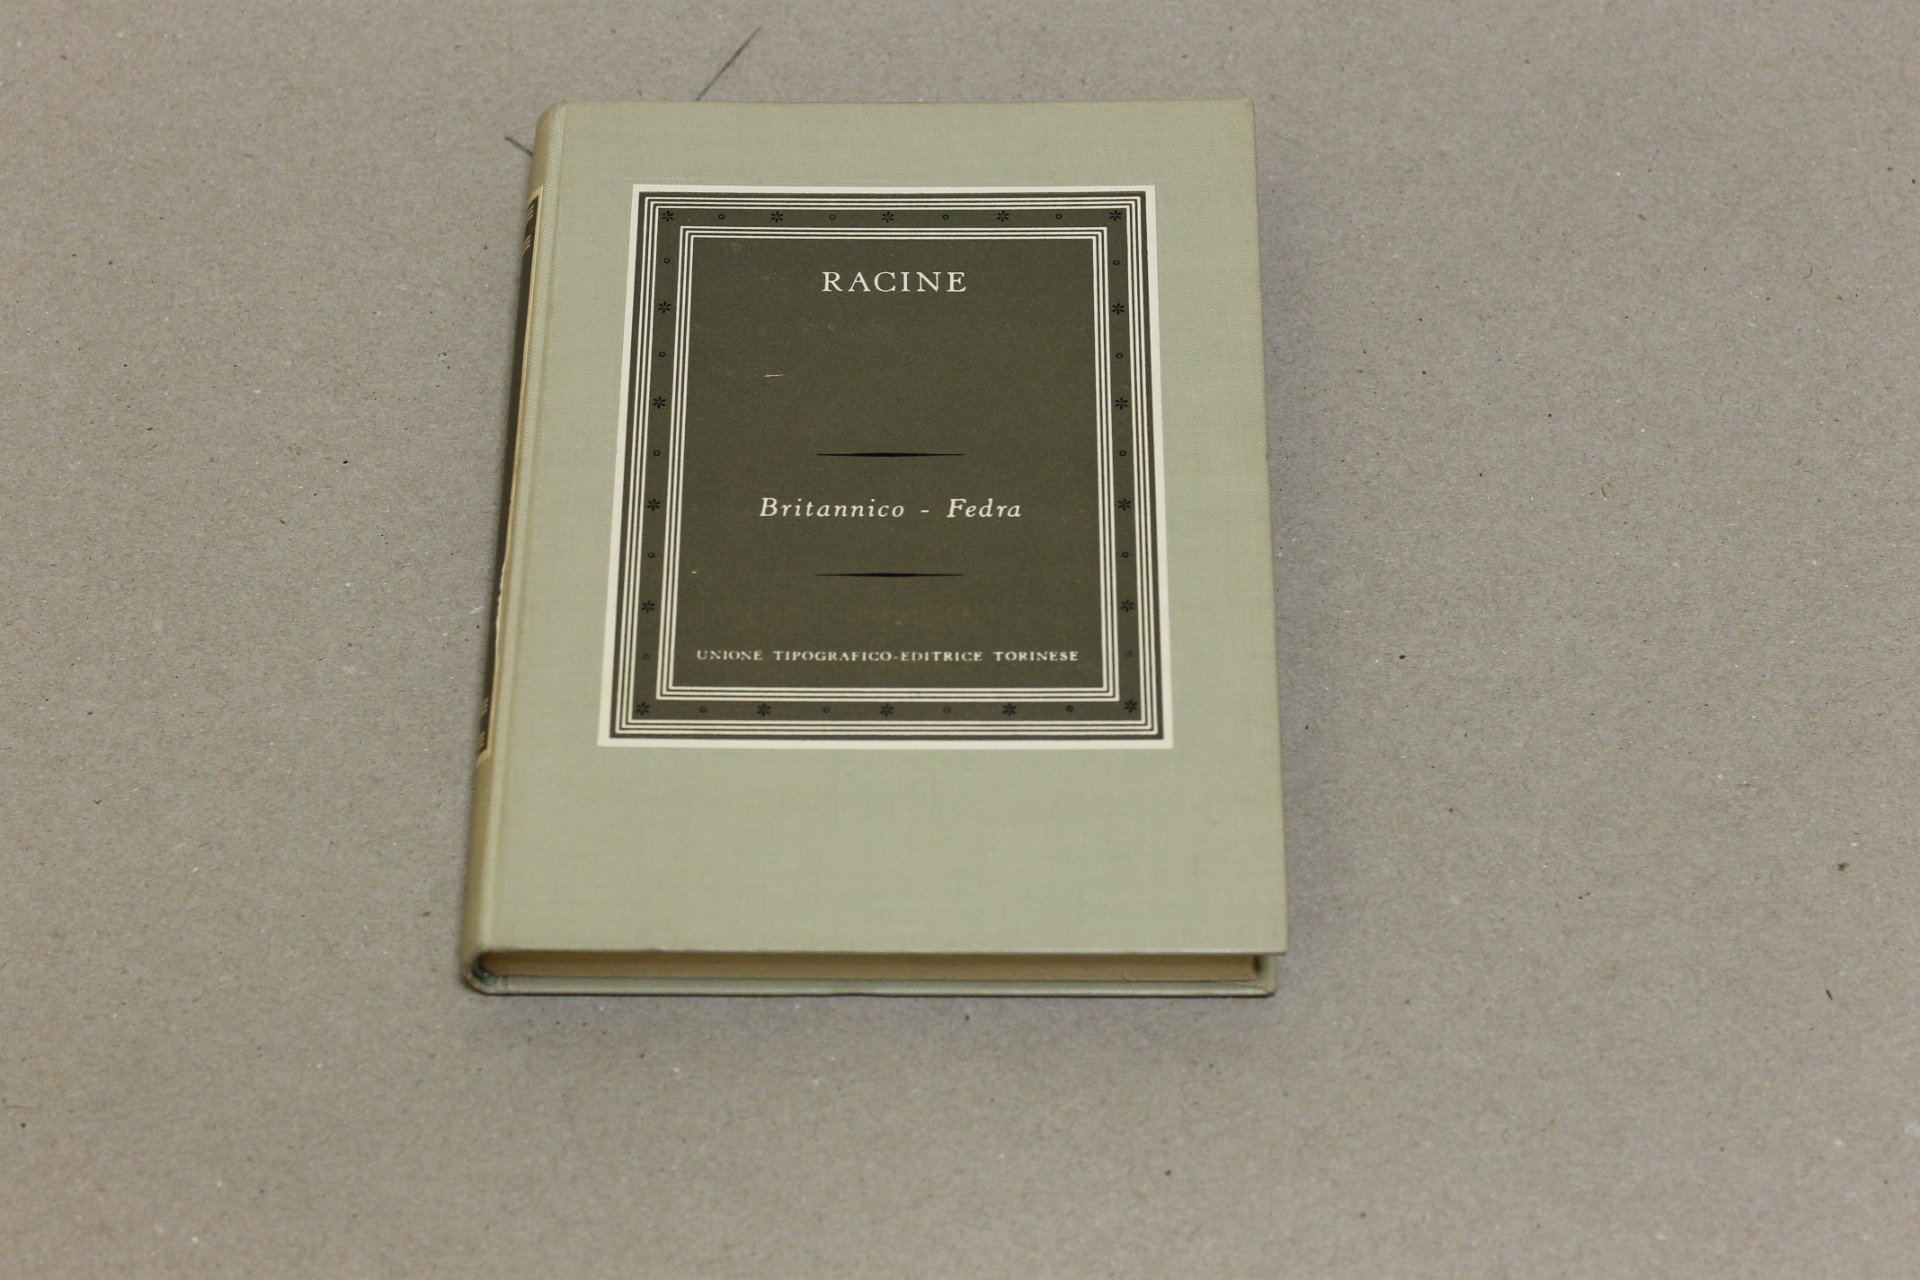 RACINE
Britannico - Fedra
UNIONE TIPOGRAFICO-EDITRICE TORINESE